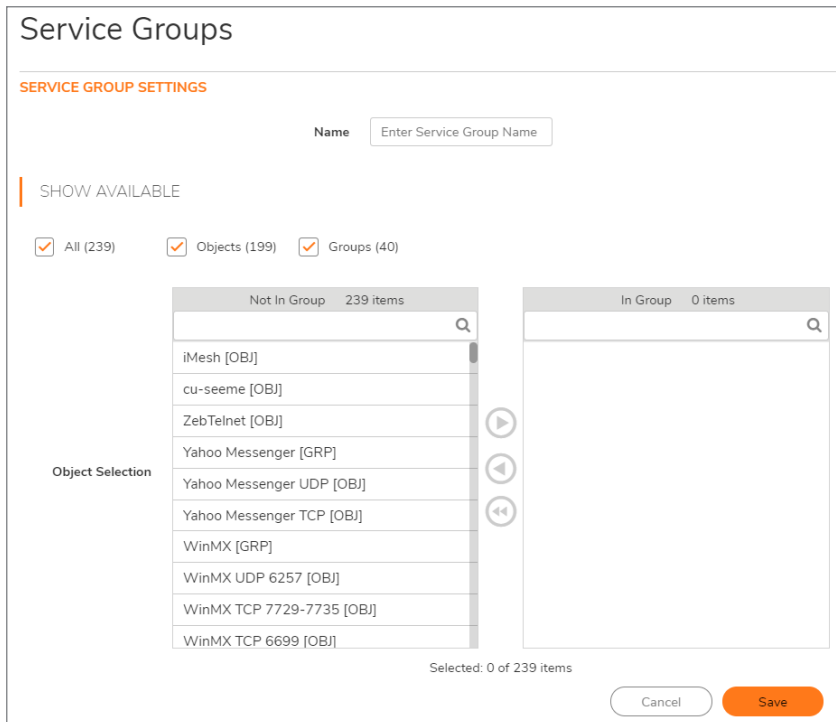 Service Groups
SERVICE GROUP SETTINGS
Name Enter Service Group Name
SHOW AVAILABLE
All (239) Objects (199) Groups (40)
Not In Group 239 items In Group 0 items
iMesh [OBJ]
cu-seeme [OBJ]
ZebTelnet [OBJ]
Yahoo Messenger [GRP]
Object Selection
Yahoo Messenger UDP [OBJ]
Yahoo Messenger TCP [OBJ]
WinMX [GRP]
WinMX UDP 6257 [OBJ]
WinMX TCP 7729-7735 [OBJ]
WinMX TCP 6699 [OBJ]
Selected: 0 of 239 items
Cancel Save